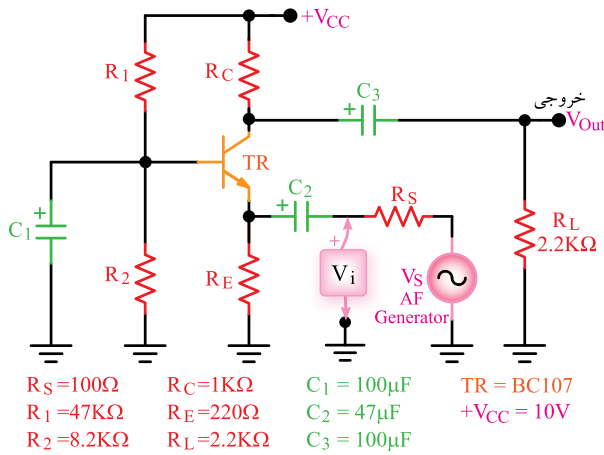 +VCC
R1
RC
C3
خروجی
VOut
TR
C2
RS
C1
+
+
+
+
RL
2.2KΩ
R2
RE
Vi
VS
AF
Generator
RS=100Ω
R1=47KΩ
R2=8.2KΩ
RC=1KΩ
RE=220Ω
RL=2.2KΩ
C1 = 100μF
C2 = 47μF
C3 = 100μF
TR = BC107
+VCC = 10V